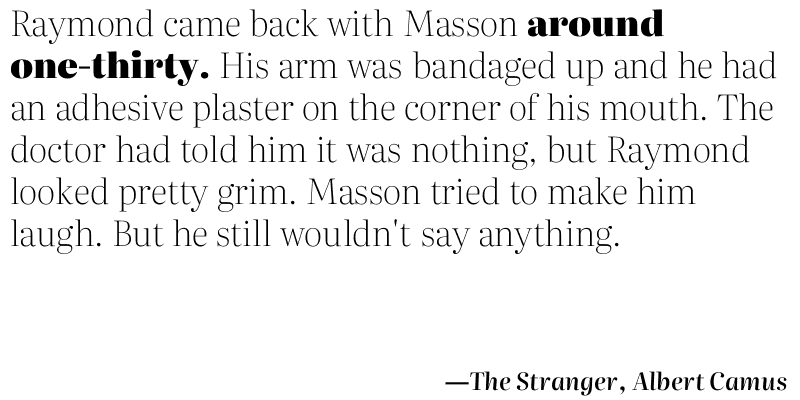 Raymond came back with Masson around
one-thirty. His arm was bandaged up and he had
an adhesive plaster on the corner of his mouth. The
doctor had told him it was nothing, but Raymond
looked pretty grim. Masson tried to make him
laugh. But he still wouldn't say anything.
—The Stranger, Albert Camus